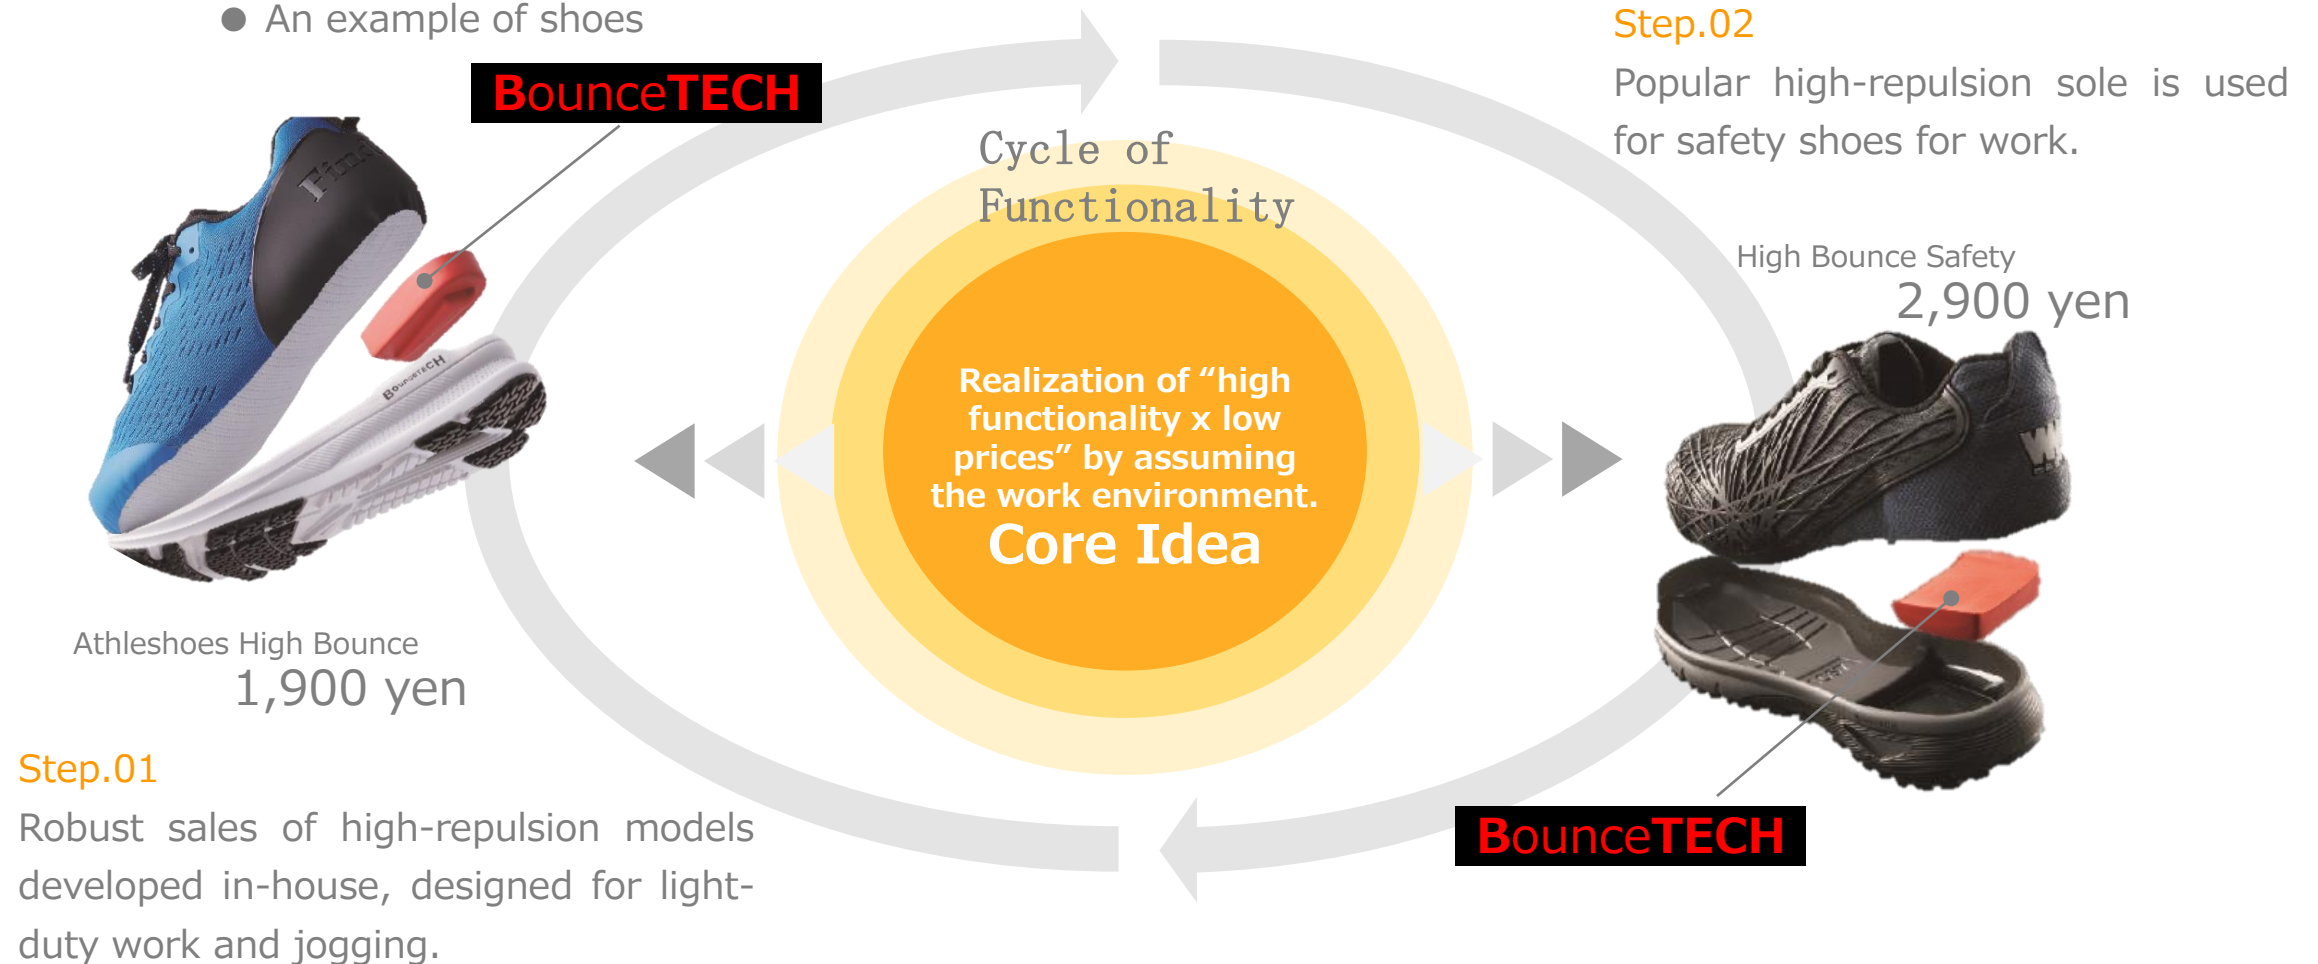 ● An example of shoes
BounceTECH
Find
BounceTECH
Athleshoes High Bounce
1,900 yen
Step.01
Robust sales of high-repulsion models
developed in-house, designed for light-
duty work and jogging.
Cycle of
Functionality
Realization of “high
functionality x low
prices” by assuming
the work environment.
Core Idea
Step.02
Popular high-repulsion sole is used
for safety shoes for work.
High Bounce Safety
2,900 yen
BounceTECH